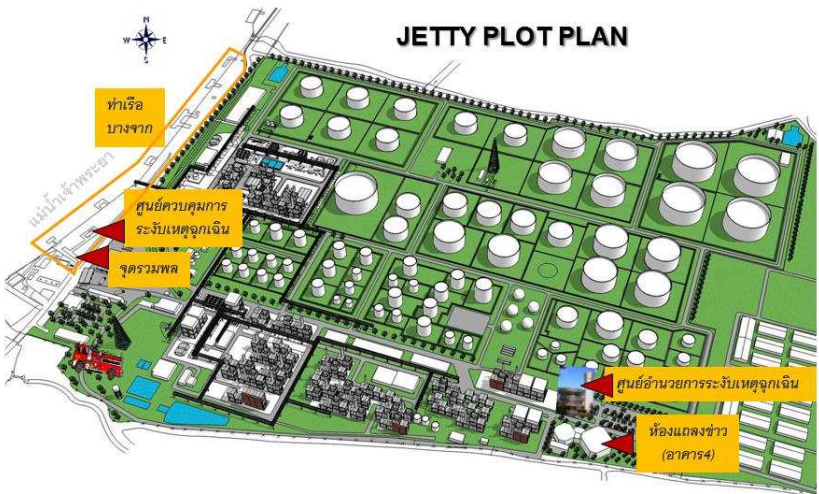 JETTY PLOT PLAN
N
W E
S
ท่าเรือ
บางจาก
แม่น้ำเจ้าพระยา
ศูนย์ควบคุมการ
ระงับเหตุฉุกเฉิน
จุดรวมพล
ศูนย์อำนวยการระงับเหตุฉุกเฉิน
ห้องแถลงข่าว
(อาคาร4)